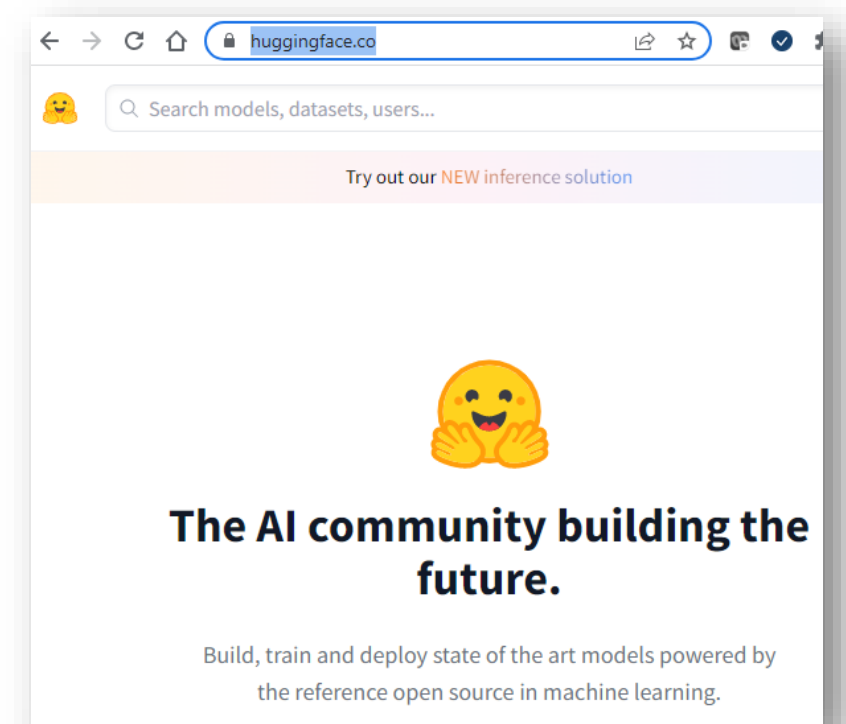 huggingface.co
Search models, datasets, users...
Try out our NEW inference solution
The AI community building the
future.
Build, train and deploy state of the art models powered by
the reference open source in machine learning.